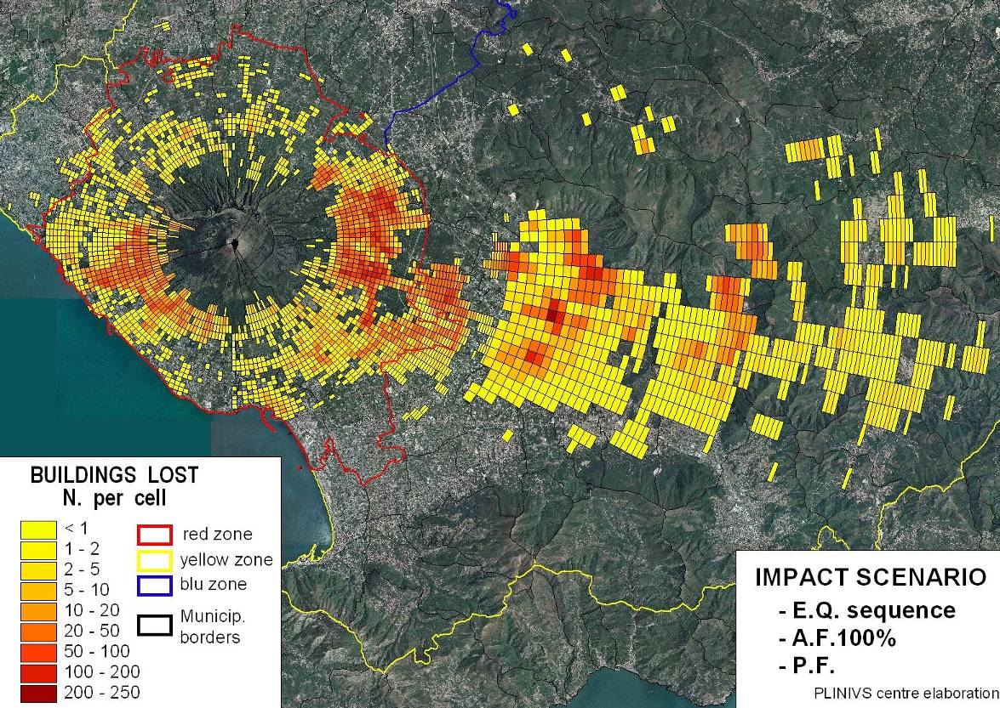 BUILDINGS LOST
N. per cell
< 1
1 - 2
2 - 5
5 - 10
10 - 20
20 - 50
50 - 100
100 - 200
200 - 250
red zone
yellow zone
blu zone
Municip.
borders
IMPACT SCENARIO
- E.Q. sequence
- A.F.100%
- P.F.
PLINIVS centre elaboration